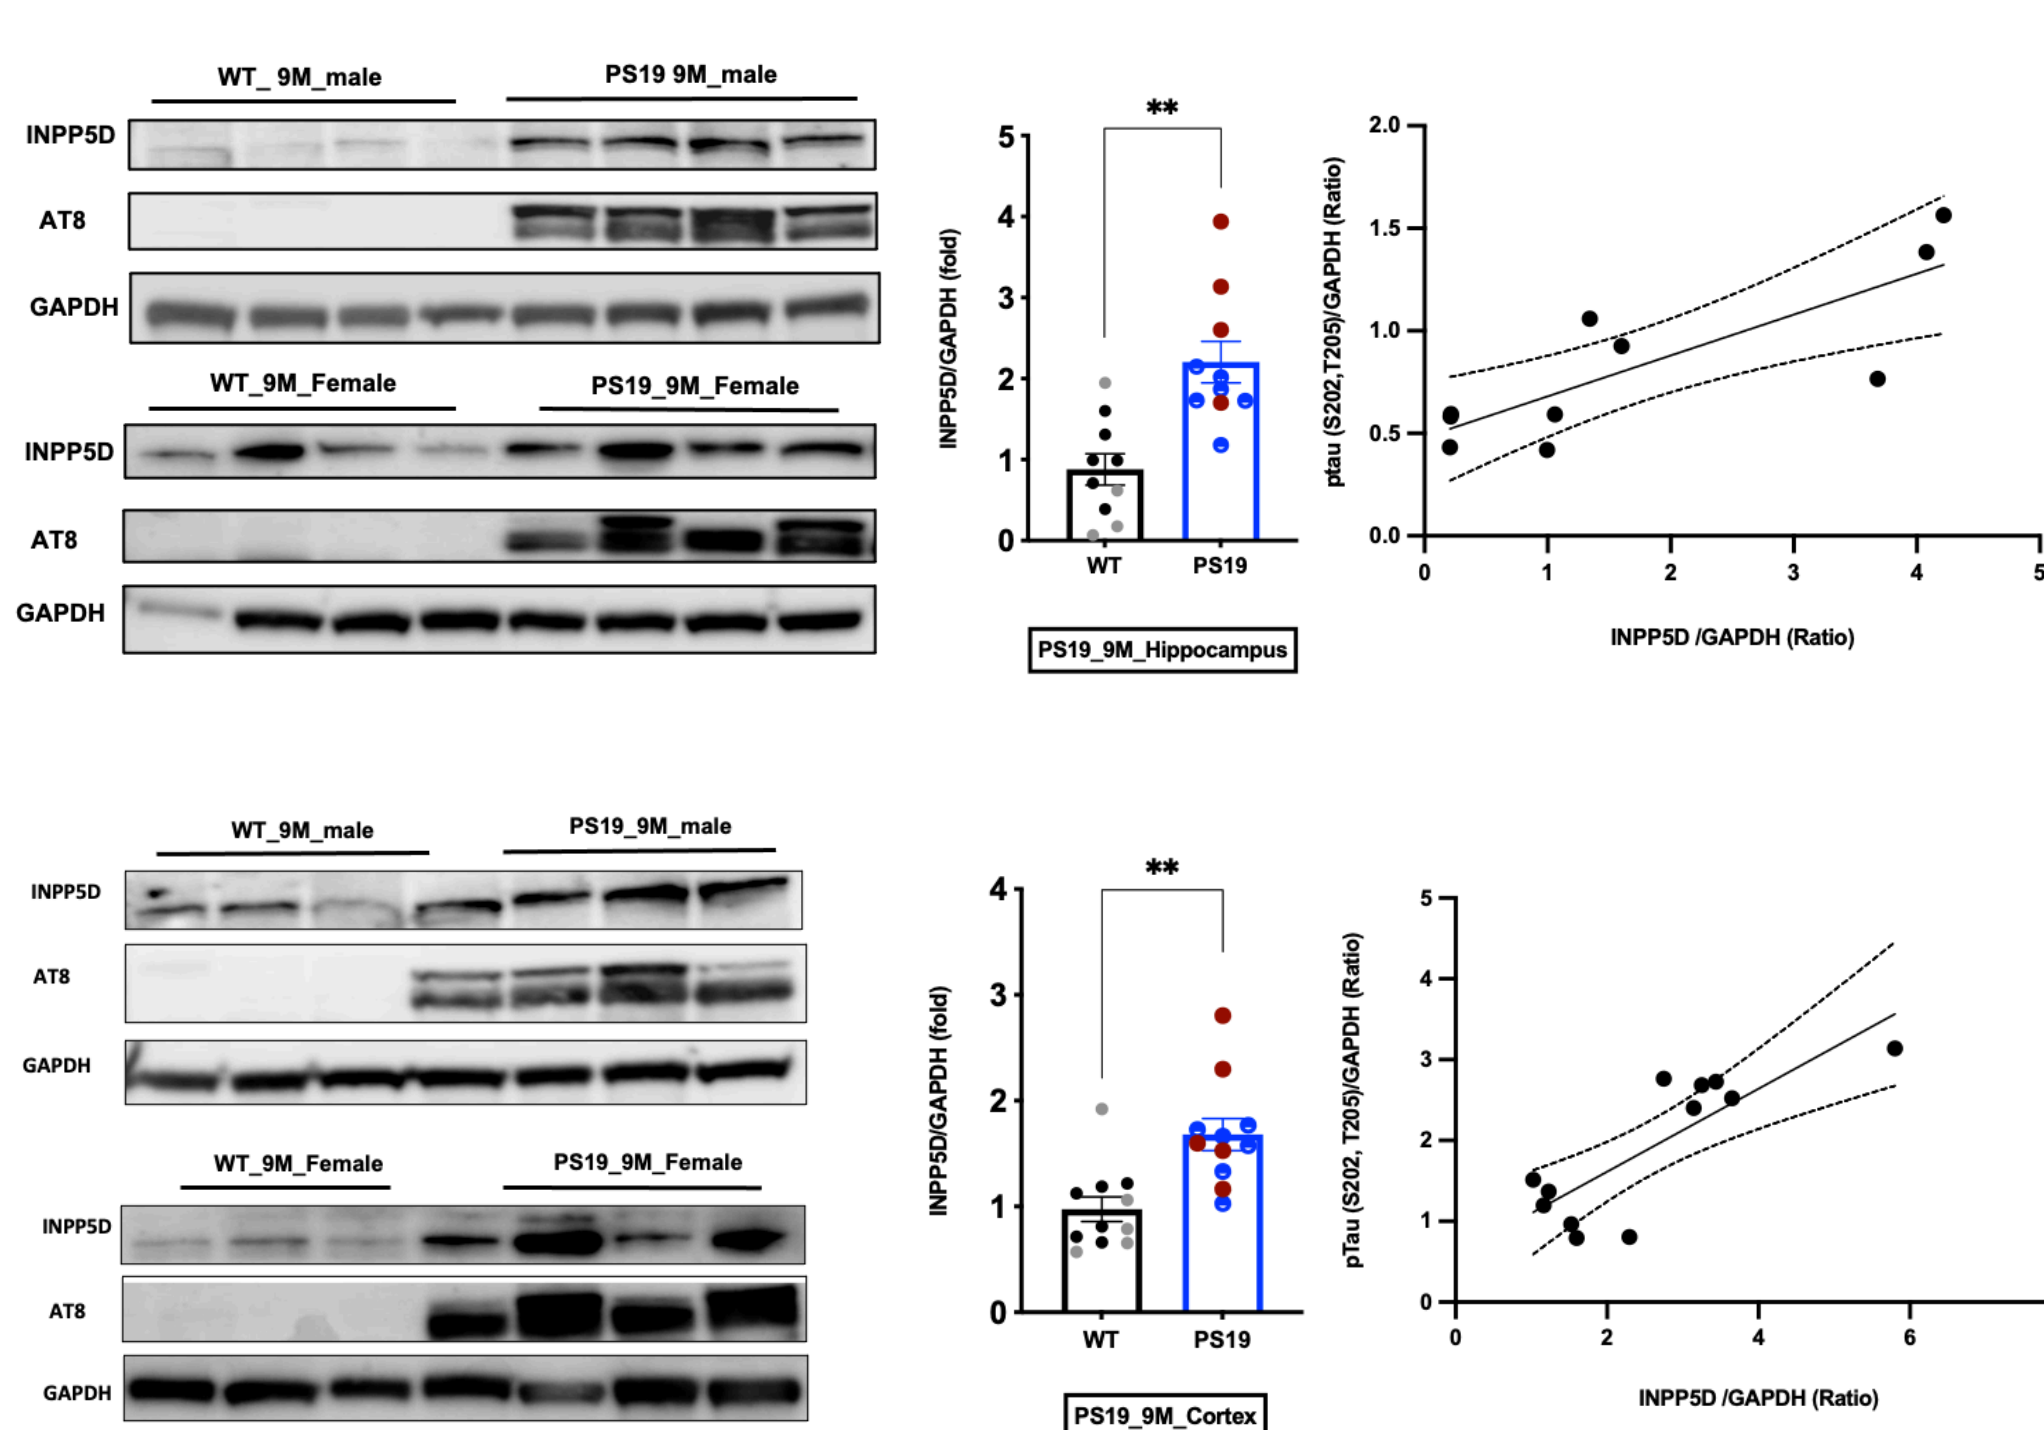 WT_ 9M_male
PS19 9M_male
INPP5D
AT8
GAPDH
WT_9M_Female
PS19_9M_Female
INPP5D
AT8
GAPDH
**
INPP5D/GAPDH (fold)
5
4
3
2
1
0
WT
PS19
PS19_9M_Hippocampus
ptau (S202,T205)/GAPDH (Ratio)
2.0
1.5
1.0
0.5
0.0
0 1 2 3 4 5
INPP5D /GAPDH (Ratio)
WT_9M_male
PS19_9M_male
INPP5D
AT8
GAPDH
WT_9M_Female
PS19_9M_Female
INPP5D
AT8
GAPDH
**
INPP5D/GAPDH (fold)
4
3
2
1
0
WT
PS19
PS19_9M_Cortex
pTau (S202, T205)/GAPDH (Ratio)
5
4
3
2
1
0
0 2 4 6
INPP5D /GAPDH (Ratio)